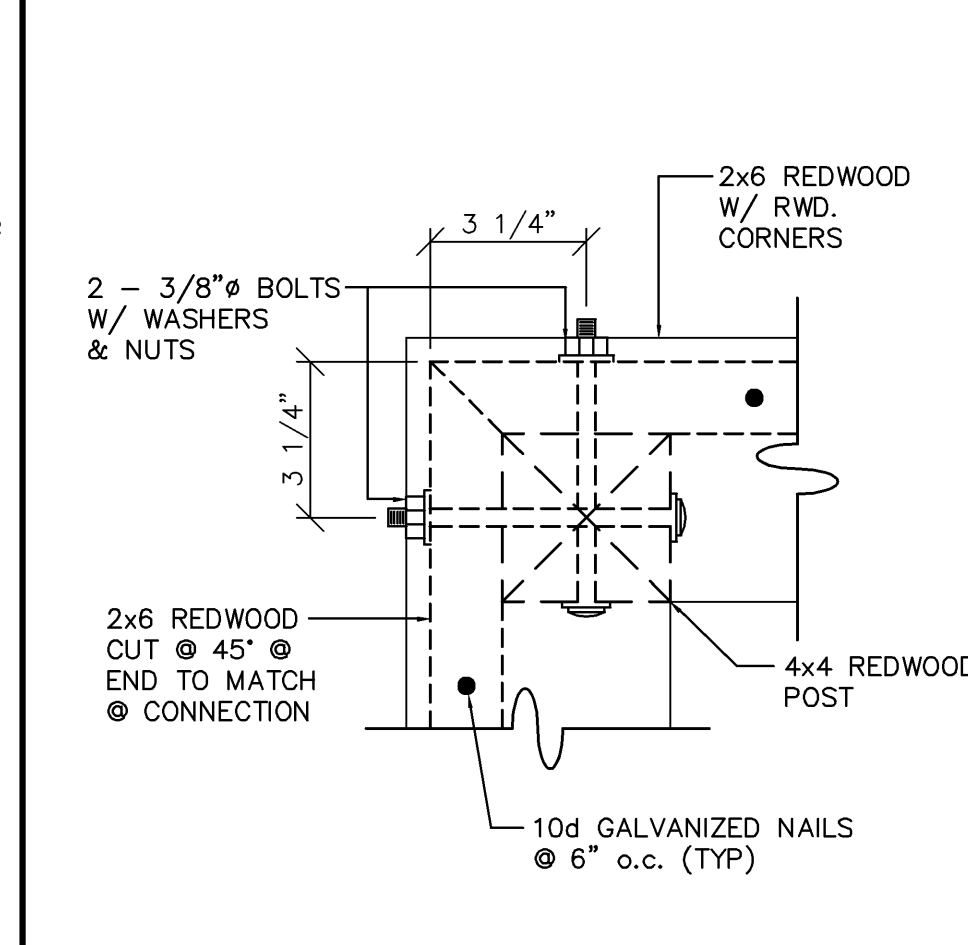 2x6 REDWOOD
W/ RWD.
CORNERS
3 1/4"
2 - 3/8"ø BOLTS
W/ WASHERS
& NUTS
3 1/4"
2x6 REDWOOD
CUT @ 45° @
END TO MATCH
@ CONNECTION
4x4 REDWOOD
POST
10d GALVANIZED NAILS
@ 6" o.c. (TYP)